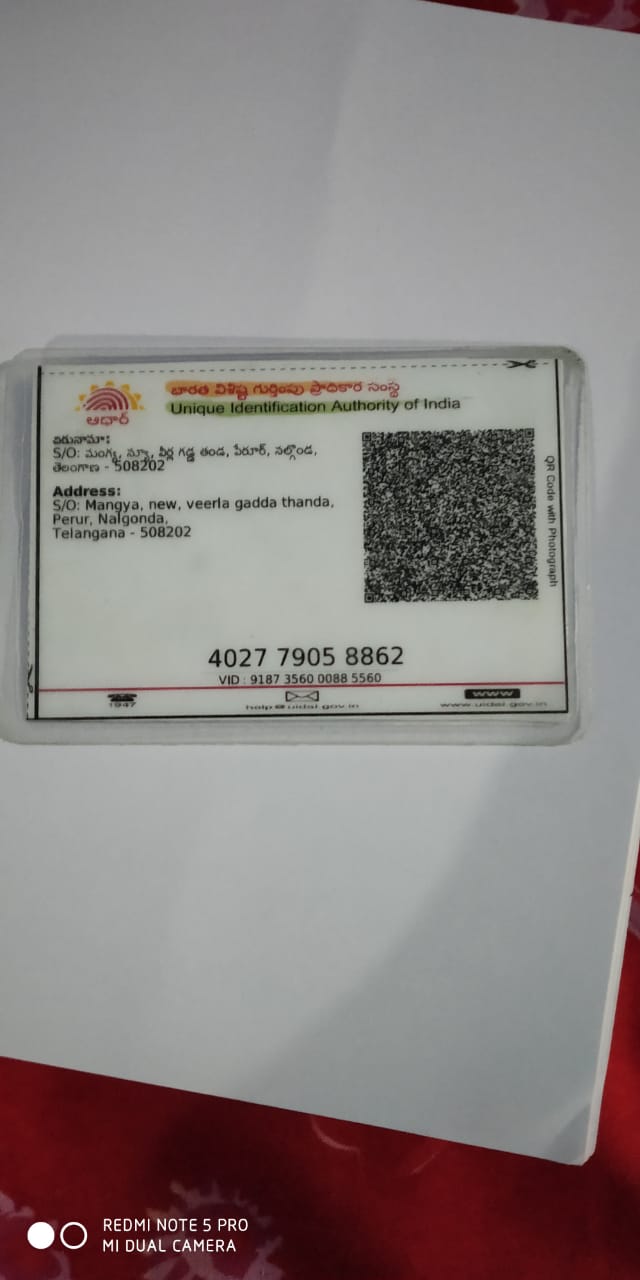 భారత విశిష్ట గుర్తింపు ప్రాధికార సంస్థ
Unique Identification Authority of India
ఆధార్
చిరునామా:
S/O: మంగ్య, న్యూ, వీర్ల గడ్డ తండ, పేరూర్, నల్గొండ,
తెలంగాణ - 508202
Address:
S/O: Mangya, new, veerla gadda thanda,
Perur, Nalgonda,
Telangana - 508202
QR Code with Photograph
4027 7905 8862
VID : 9187 3560 0088 5560
1947
help@uidai.gov.in
WWW
www.uidai.gov.in
REDMI NOTE 5 PRO
MI DUAL CAMERA